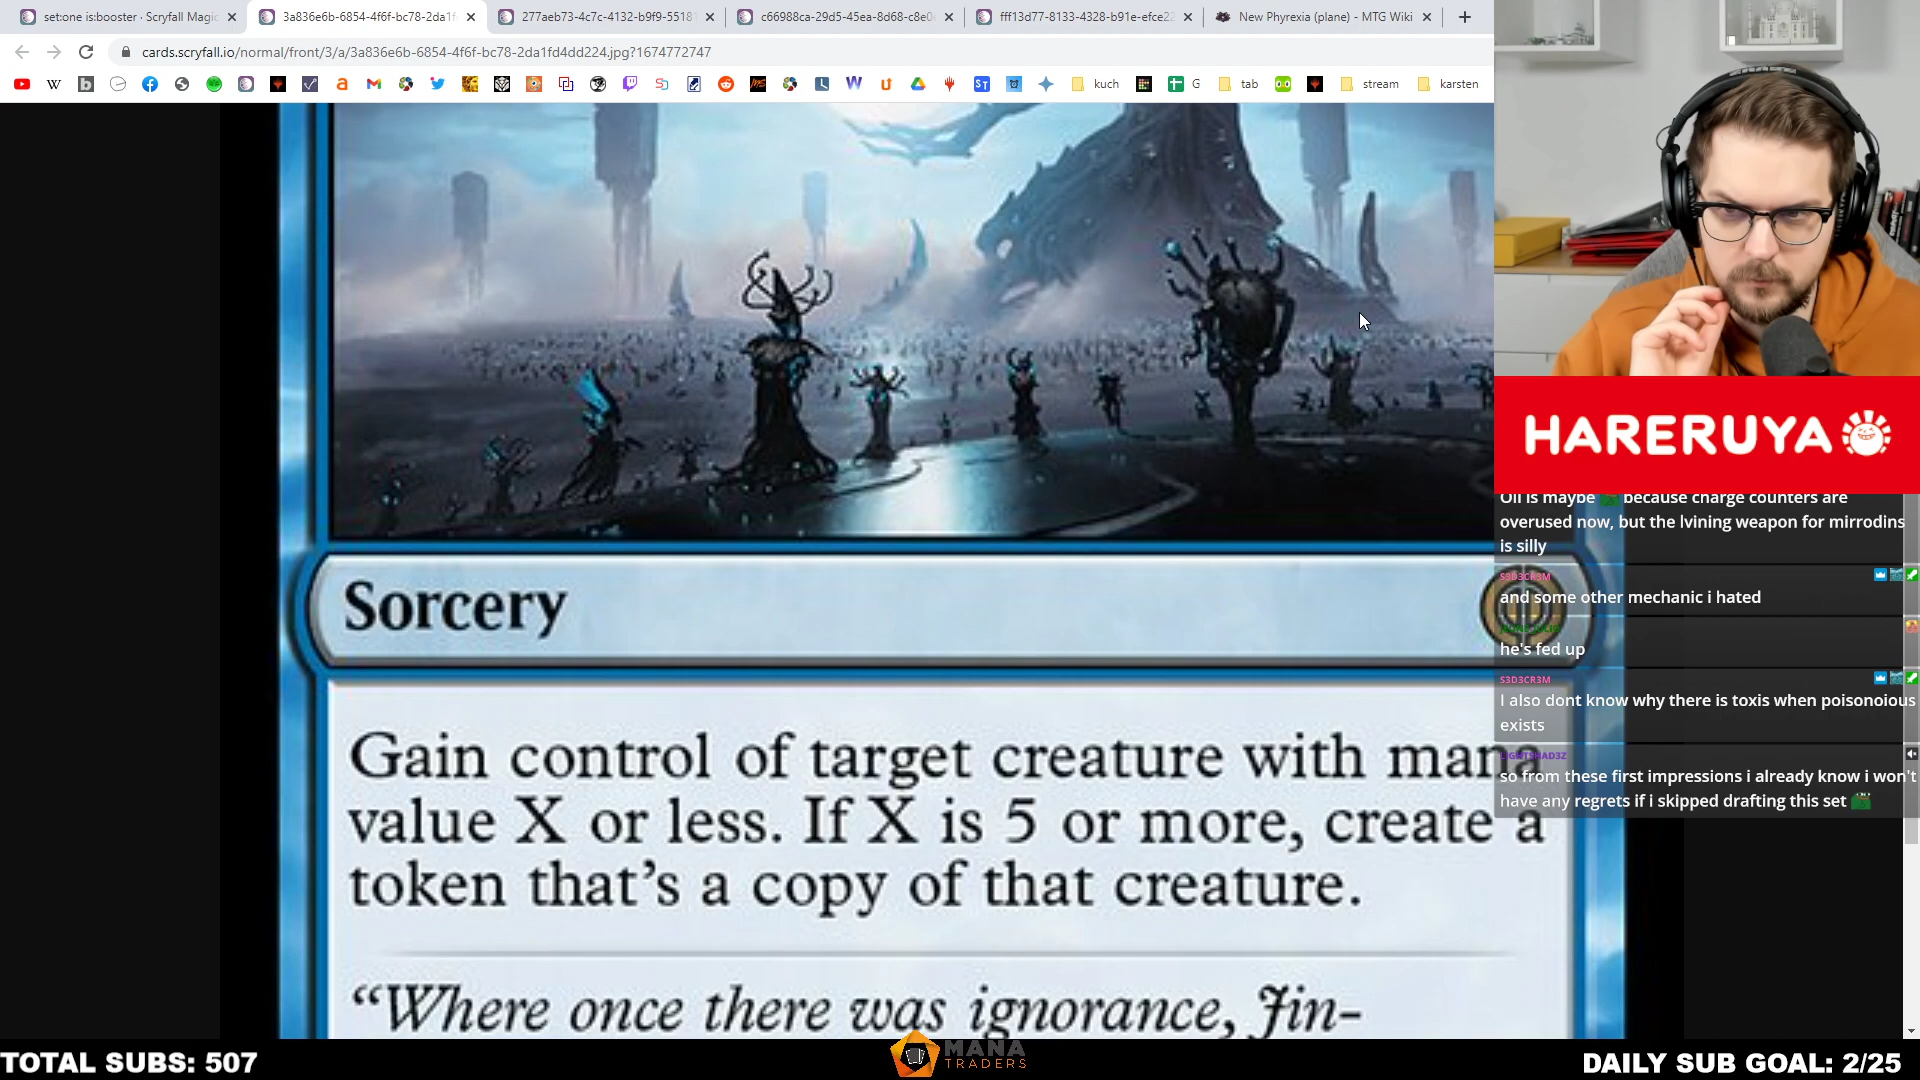 set:one is:booster · Scryfall Magic
3a836e6b-6854-4f6f-bc78-2da1f
277aeb73-4c7c-4132-b9f9-55181
c66988ca-29d5-45ea-8d68-c8e0
fff13d77-8133-4328-b91e-efce22
New Phyrexia (plane) - MTG Wiki
cards.scryfall.io/normal/front/3/a/3a836e6b-6854-4f6f-bc78-2da1fd4dd224.jpg?1674772747
kuch
G
tab
stream
karsten
HARERUYA
Oil is maybe because charge counters are
overused now, but the lvining weapon for mirrodins
is silly
S3D3CR3M
and some other mechanic i hated
he's fed up
S3D3CR3M
I also dont know why there is toxis when poisonoious
exists
so from these first impressions i already know i won't
have any regrets if i skipped drafting this set
Sorcery
Gain control of target creature with mana
value X or less. If X is 5 or more, create a
token that's a copy of that creature.
“Where once there was ignorance, Jin-
TOTAL SUBS: 507
MANA
TRADERS
DAILY SUB GOAL: 2/25